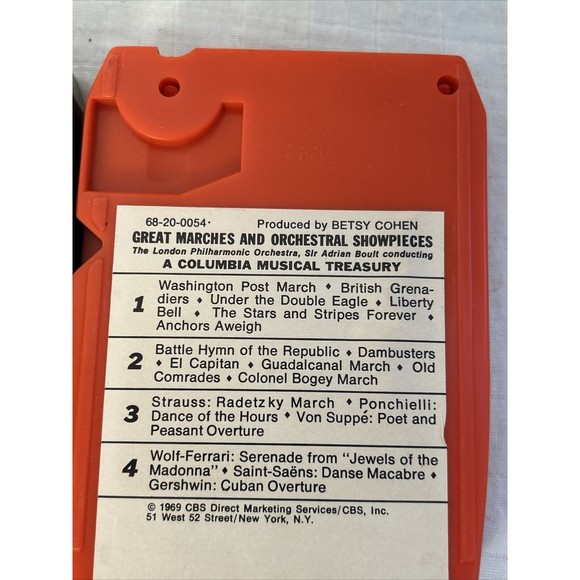 68-20-0054• Produced by BETSY COHEN
GREAT MARCHES AND ORCHESTRAL SHOWPIECES
The London Philharmonic Orchestra, Sir Adrian Boult conducting
A COLUMBIA MUSICAL TREASURY
1 Washington Post March ♦ British Grena-
diers ♦ Under the Double Eagle ♦ Liberty
Bell ♦ The Stars and Stripes Forever ♦
Anchors Aweigh
2 Battle Hymn of the Republic ♦ Dambusters
♦ El Capitan ♦ Guadalcanal March ♦ Old
Comrades ♦ Colonel Bogey March
3 Strauss: Radetzky March ♦ Ponchielli:
Dance of the Hours ♦ Von Suppé: Poet and
Peasant Overture
4 Wolf-Ferrari: Serenade from "Jewels of the
Madonna" ♦ Saint-Saëns: Danse Macabre ♦
Gershwin: Cuban Overture
© 1969 CBS Direct Marketing Services/CBS, Inc.
51 West 52 Street/New York, N.Y.